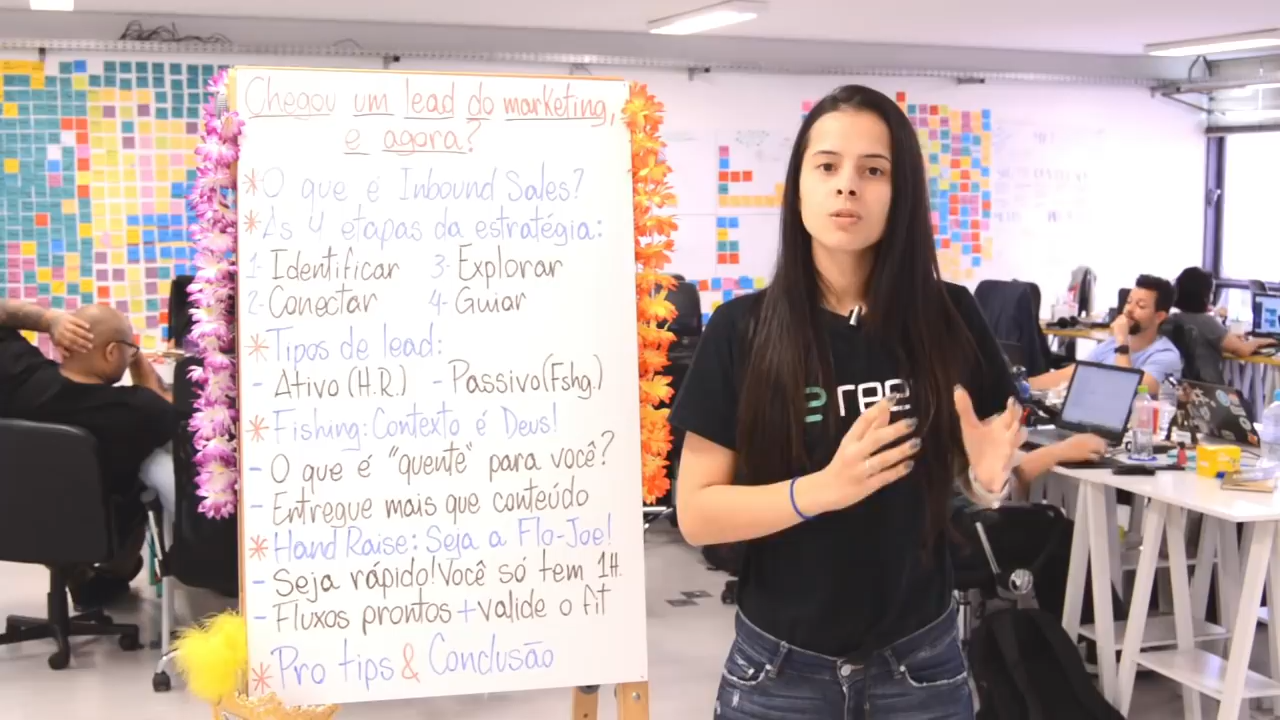 Chegou um lead do marketing,
e agora?
* O que é Inbound Sales?
* As 4 etapas da estratégia:
1- Identificar 3- Explorar
2- Conectar 4- Guiar
* Tipos de lead:
- Ativo (H.R.) - Passivo (Fshg.)
* Fishing: Contexto é Deus!
- O que é "quente" para você?
- Entregue mais que conteúdo
* Hand Raise: Seja a Flo-Joe!
- Seja rápido! Você só tem 1H.
- Fluxos prontos + valide o fit
* Pro tips & Conclusão